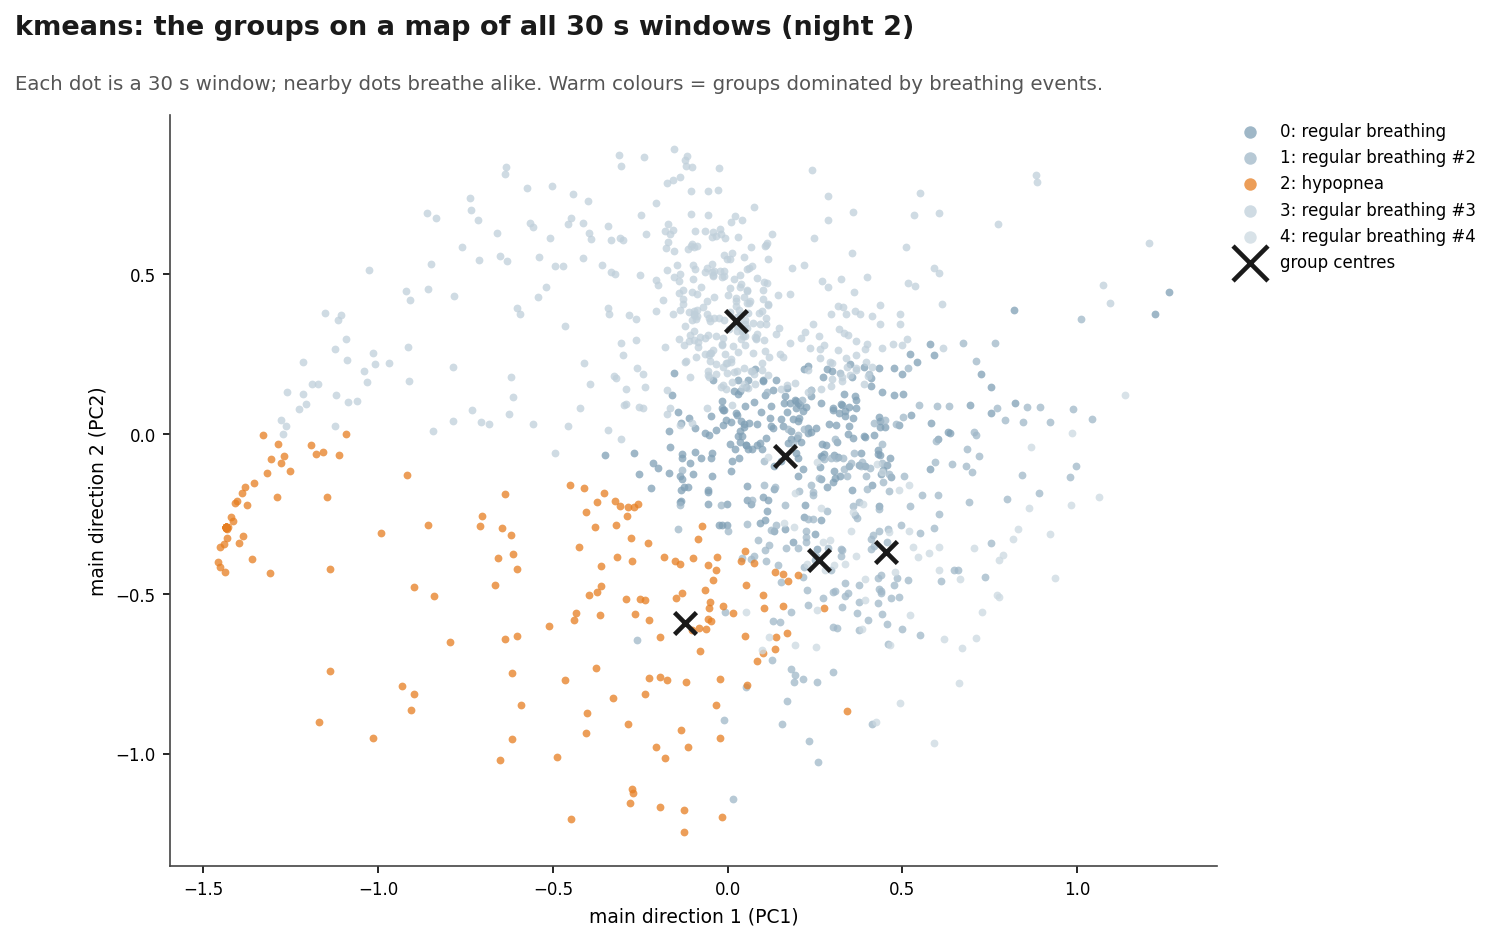 kmeans: the groups on a map of all 30 s windows (night 2)
Each dot is a 30 s window; nearby dots breathe alike. Warm colours = groups dominated by breathing events.
0: regular breathing
1: regular breathing #2
2: hypopnea
3: regular breathing #3
4: regular breathing #4
group centres
main direction 2 (PC2)
0.5
0.0
−0.5
−1.0
−1.5
−1.0
−0.5
0.0
0.5
1.0
main direction 1 (PC1)